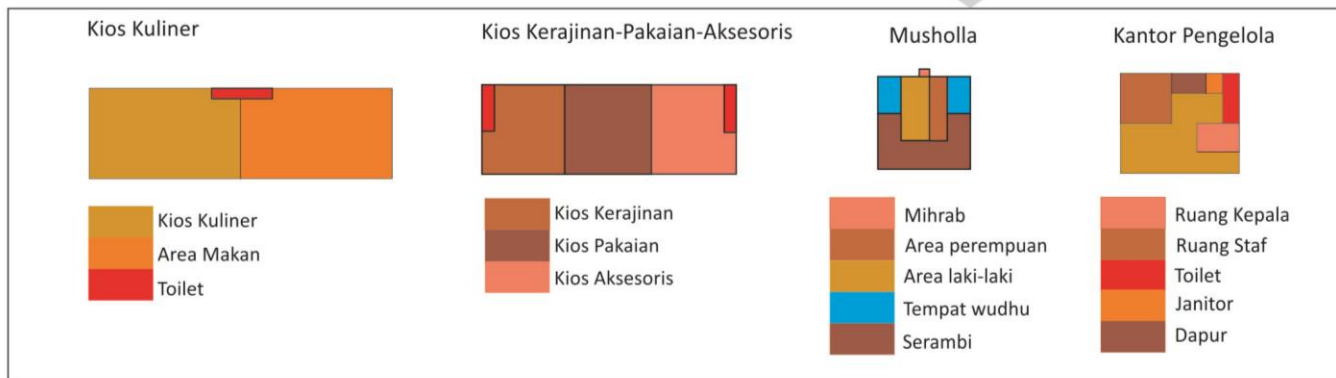 Kios Kuliner
Kios Kerajinan-Pakaian-Aksesoris
Musholla
Kantor Pengelola
Kios Kuliner
Area Makan
Toilet
Kios Kerajinan
Kios Pakaian
Kios Aksesoris
Mihrab
Area perempuan
Area laki-laki
Tempat wudhu
Serambi
Ruang Kepala
Ruang Staf
Toilet
Janitor
Dapur